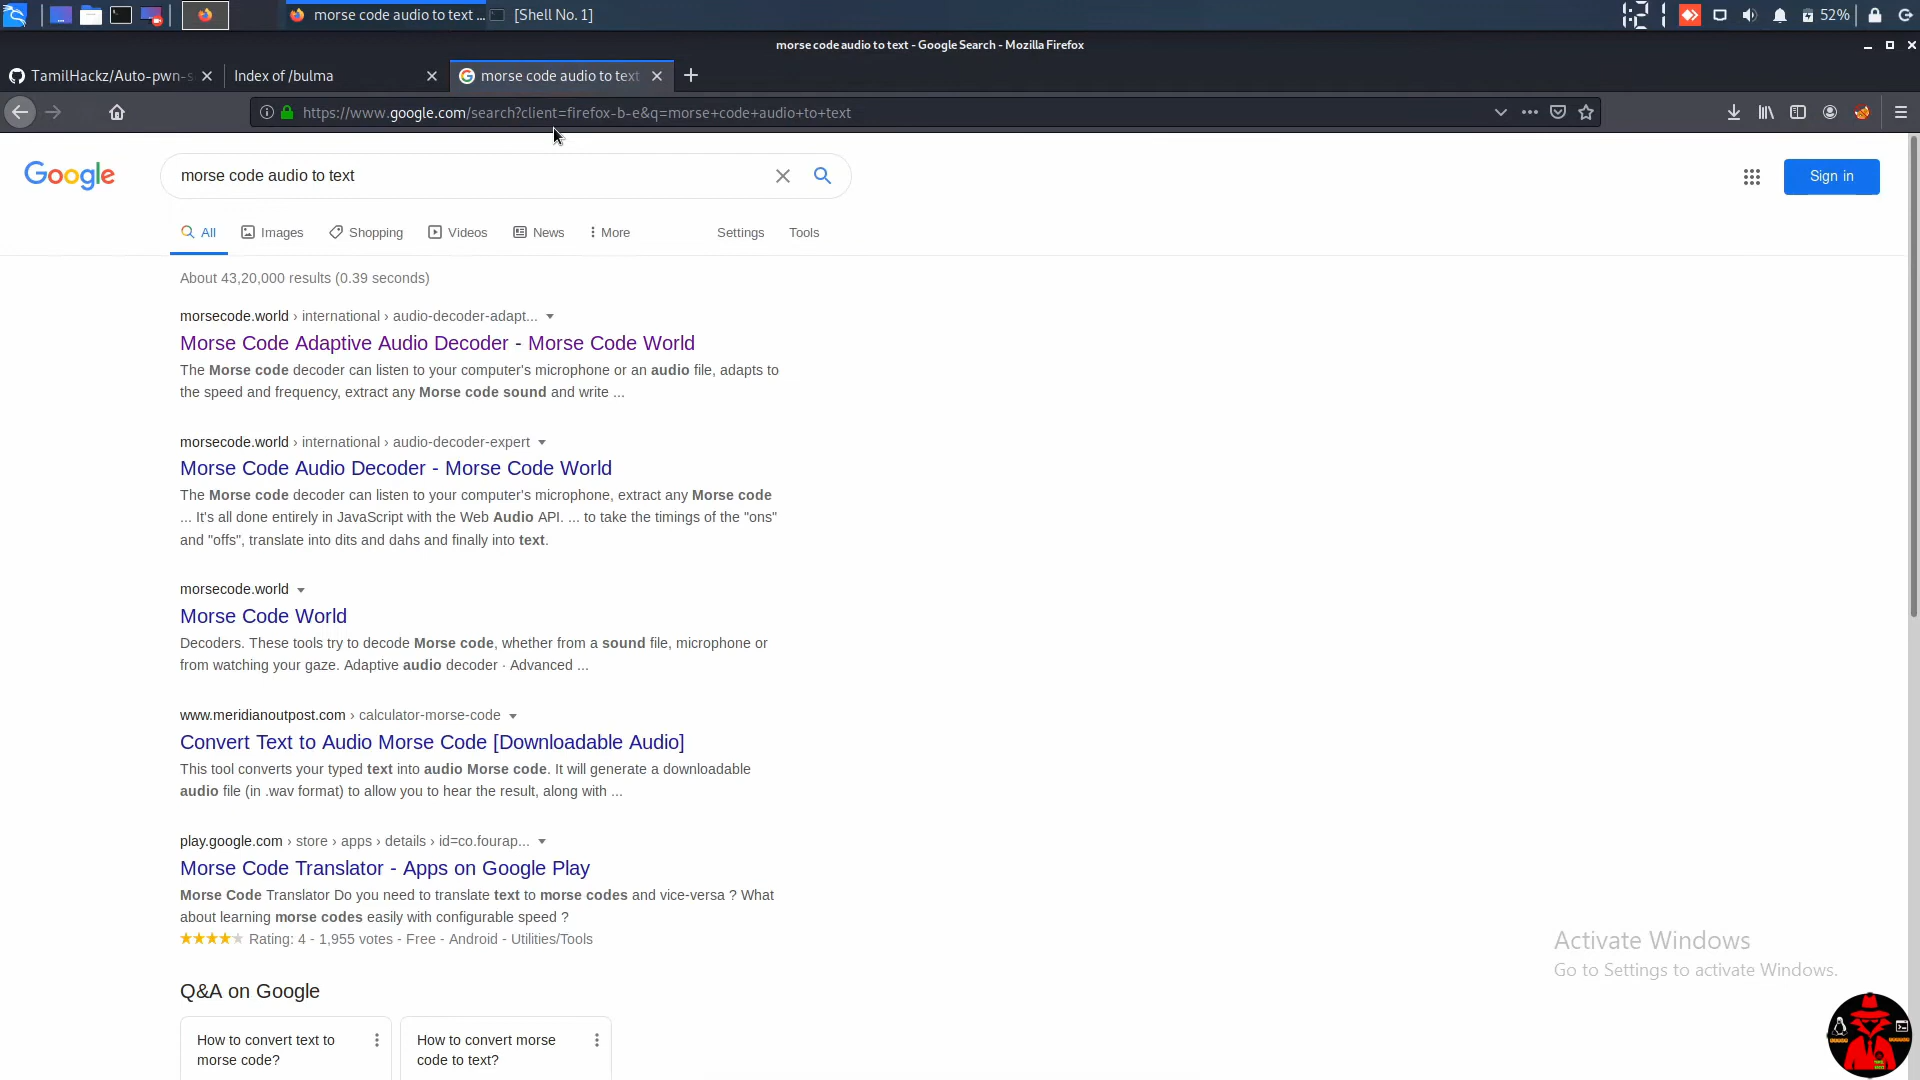 morse code audio to text ...
[Shell No. 1]
52%
morse code audio to text - Google Search - Mozilla Firefox
TamilHackz/Auto-pwn-s
Index of /bulma
morse code audio to text
https://www.google.com/search?client=firefox-b-e&q=morse+code+audio+to+text
Google
morse code audio to text
Sign in
All
Images
Shopping
Videos
News
More
Settings
Tools
About 43,20,000 results (0.39 seconds)
morsecode.world › international › audio-decoder-adapt...
Morse Code Adaptive Audio Decoder - Morse Code World
The Morse code decoder can listen to your computer's microphone or an audio file, adapts to
the speed and frequency, extract any Morse code sound and write ...
morsecode.world › international › audio-decoder-expert
Morse Code Audio Decoder - Morse Code World
The Morse code decoder can listen to your computer's microphone, extract any Morse code
... It's all done entirely in JavaScript with the Web Audio API. ... to take the timings of the "ons"
and "offs", translate into dits and dahs and finally into text.
morsecode.world
Morse Code World
Decoders. These tools try to decode Morse code, whether from a sound file, microphone or
from watching your gaze. Adaptive audio decoder · Advanced ...
www.meridianoutpost.com › calculator-morse-code
Convert Text to Audio Morse Code [Downloadable Audio]
This tool converts your typed text into audio Morse code. It will generate a downloadable
audio file (in .wav format) to allow you to hear the result, along with ...
play.google.com › store › apps › details › id=co.fourap...
Morse Code Translator - Apps on Google Play
Morse Code Translator Do you need to translate text to morse codes and vice-versa ? What
about learning morse codes easily with configurable speed ?
Rating: 4 - 1,955 votes - Free - Android - Utilities/Tools
Activate Windows
Go to Settings to activate Windows.
Q&A on Google
How to convert text to
morse code?
How to convert morse
code to text?